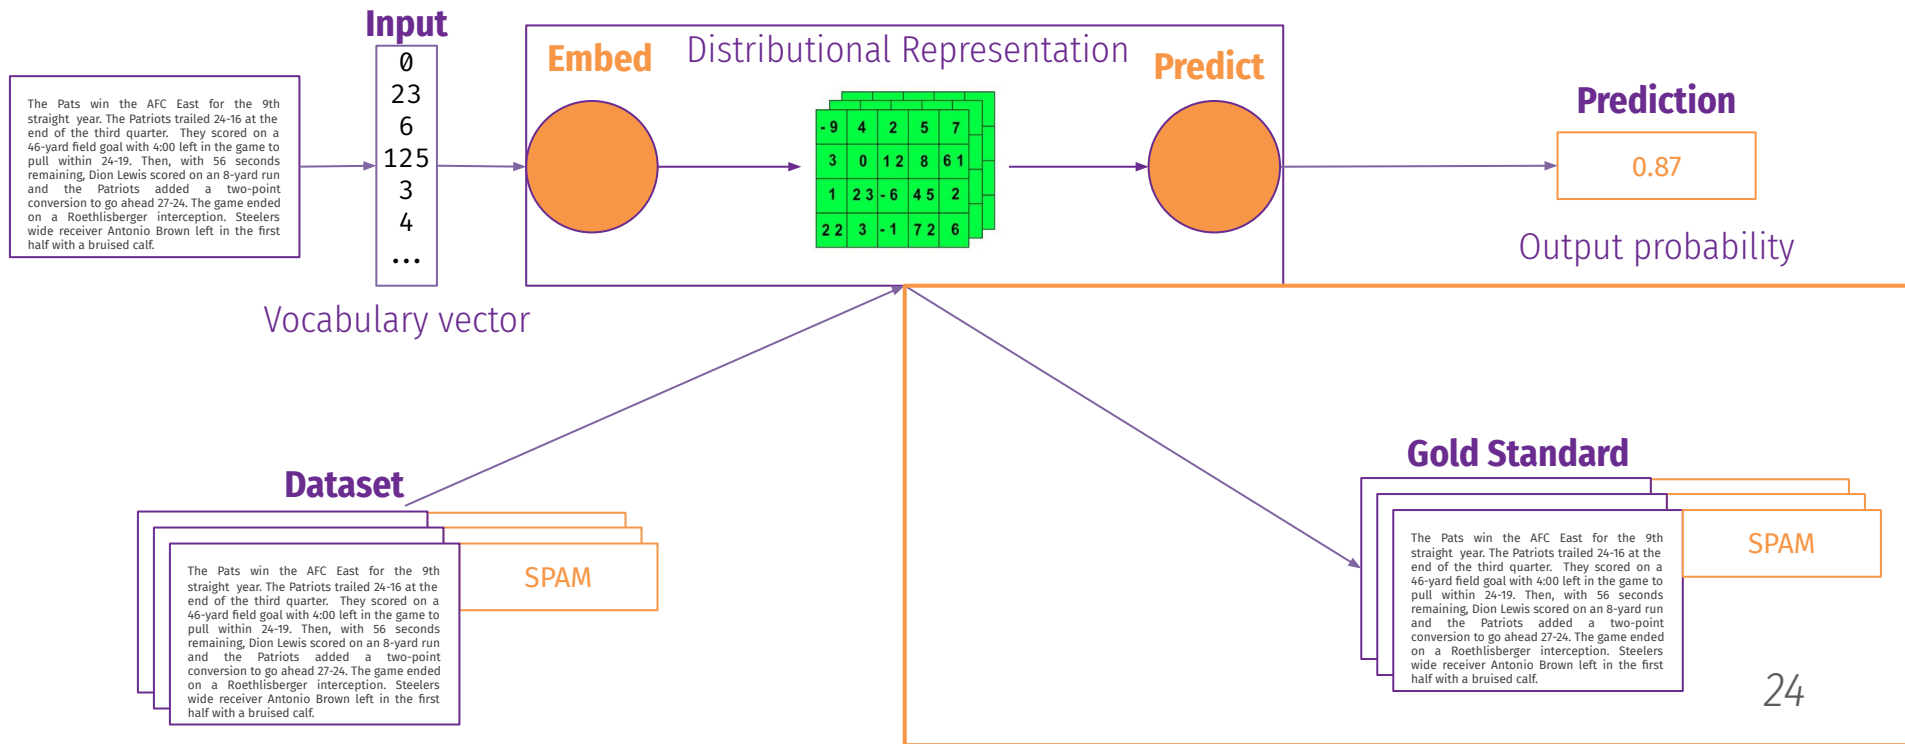 Input
0
23
6
125
3
4
...
Vocabulary vector
The Pats win the AFC East for the 9th
straight year. The Patriots trailed 24-16 at the
end of the third quarter. They scored on a
46-yard field goal with 4:00 left in the game to
pull within 24-19. Then, with 56 seconds
remaining, Dion Lewis scored on an 8-yard run
and the Patriots added a two-point
conversion to go ahead 27-24. The game ended
on a Roethlisberger interception. Steelers
wide receiver Antonio Brown left in the first
half with a bruised calf.
Embed
Distributional Representation
Predict
-9 4 2 5 7
3 0 12 8 61
1 23 -6 45 2
22 3 -1 72 6
Prediction
0.87
Output probability
Dataset
The Pats win the AFC East for the 9th
straight year. The Patriots trailed 24-16 at the
end of the third quarter. They scored on a
46-yard field goal with 4:00 left in the game to
pull within 24-19. Then, with 56 seconds
remaining, Dion Lewis scored on an 8-yard run
and the Patriots added a two-point
conversion to go ahead 27-24. The game ended
on a Roethlisberger interception. Steelers
wide receiver Antonio Brown left in the first
half with a bruised calf.
SPAM
Gold Standard
The Pats win the AFC East for the 9th
straight year. The Patriots trailed 24-16 at the
end of the third quarter. They scored on a
46-yard field goal with 4:00 left in the game to
pull within 24-19. Then, with 56 seconds
remaining, Dion Lewis scored on an 8-yard run
and the Patriots added a two-point
conversion to go ahead 27-24. The game ended
on a Roethlisberger interception. Steelers
wide receiver Antonio Brown left in the first
half with a bruised calf.
SPAM
24